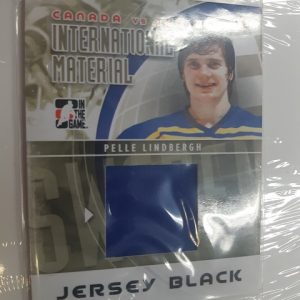 CANADA VS
INTERNATIONAL
MATERIAL
IN
THE
GAME
PELLE LINDBERGH
JERSEY BLACK